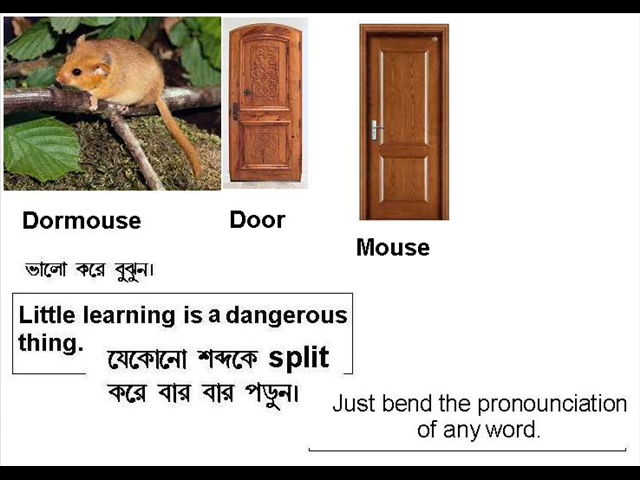 Dormouse
Door
Mouse
ভালো করে বুঝুন।
Little learning is a dangerous
thing.
যেকোনো শব্দকে split
করে বার বার পড়ুন।
Just bend the pronounciation
of any word.